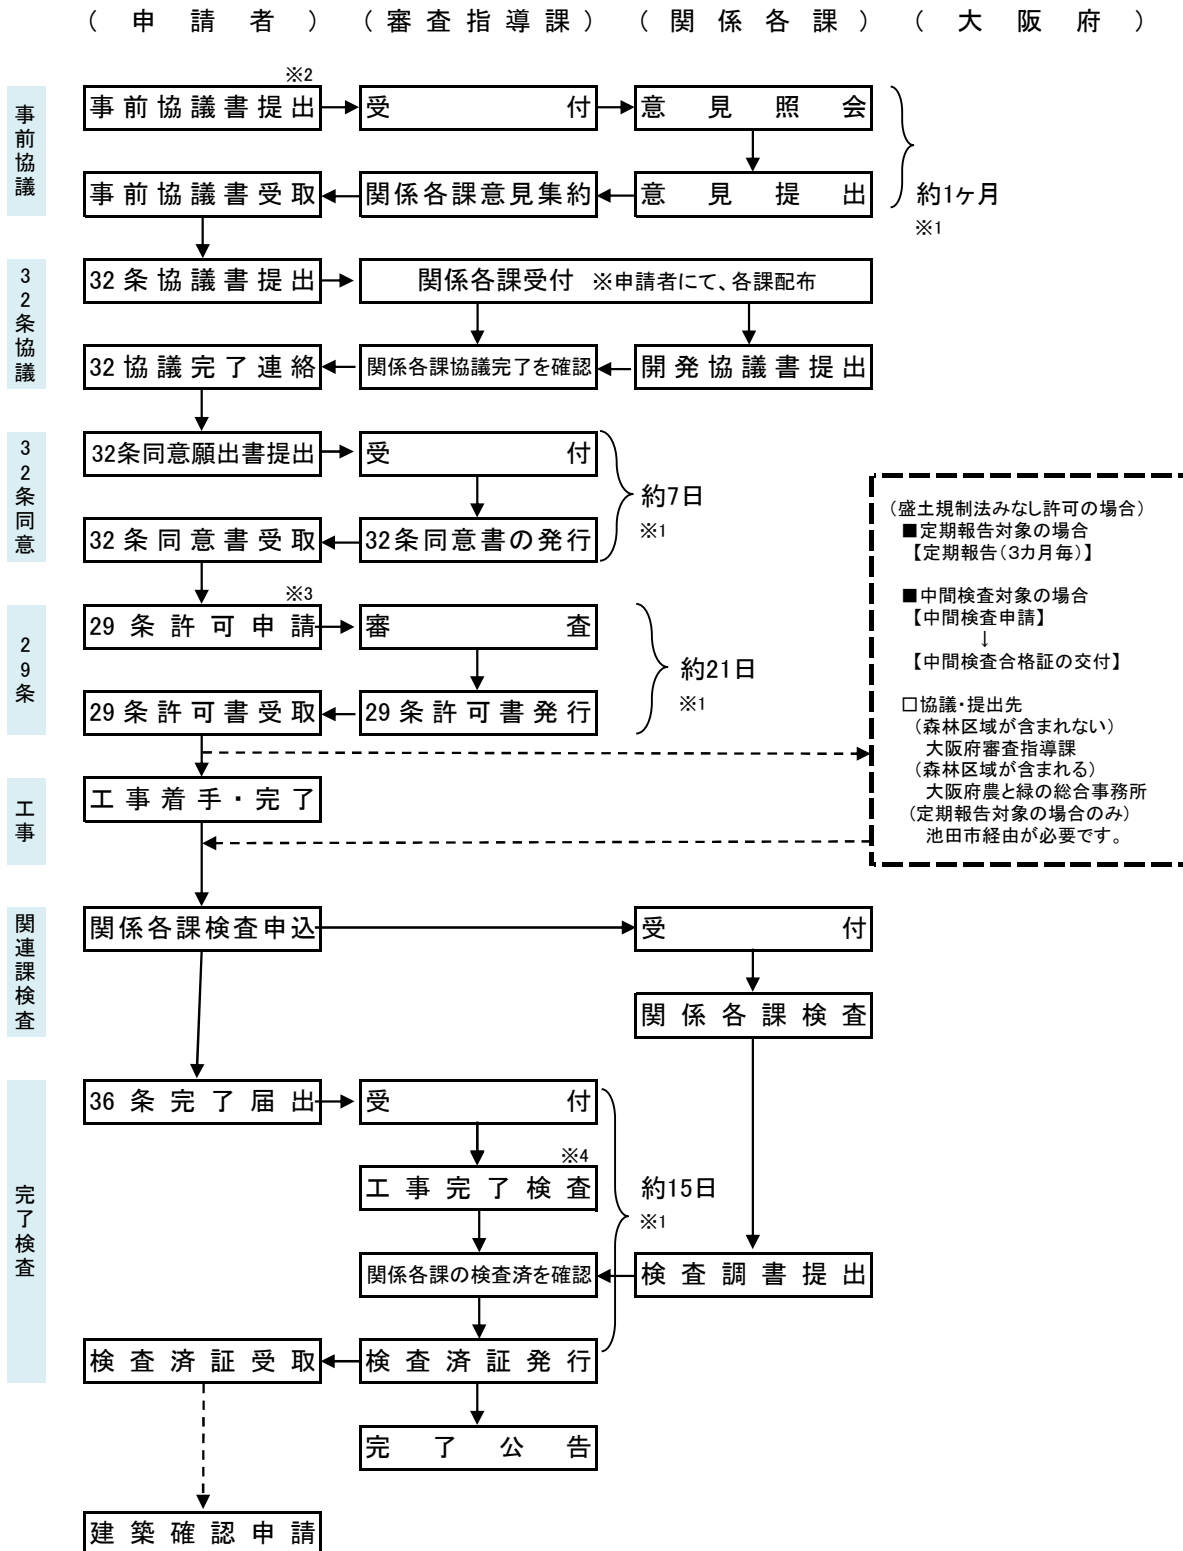 （申請者）（審査指導課）（関係各課）（大阪府）
事前協議
※2
事前協議書提出
受付
意見照会
事前協議書受取
関係各課意見集約
意見提出
約1ヶ月
※1
32条協議
32条協議書提出
関係各課受付 ※申請者にて、各課配布
32協議完了連絡
関係各課協議完了を確認
開発協議書提出
32条同意
32条同意願出書提出
受付
約7日
※1
32条同意書受取
32条同意書の発行
29条
※3
29条許可申請
審査
約21日
※1
29条許可書受取
29条許可書発行
（盛土規制法みなし許可の場合）
■定期報告対象の場合
【定期報告（3カ月毎）】
■中間検査対象の場合
【中間検査申請】
↓
【中間検査合格証の交付】
□協議・提出先
（森林区域が含まれない）
大阪府審査指導課
（森林区域が含まれる）
大阪府農と緑の総合事務所
（定期報告対象の場合のみ）
池田市経由が必要です。
工事
工事着手・完了
関連課検査
関係各課検査申込
受付
関係各課検査
完了検査
36条完了届出
受付
※4
工事完了検査
約15日
※1
関係各課の検査済を確認
検査調書提出
検査済証受取
検査済証発行
完了公告
建築確認申請